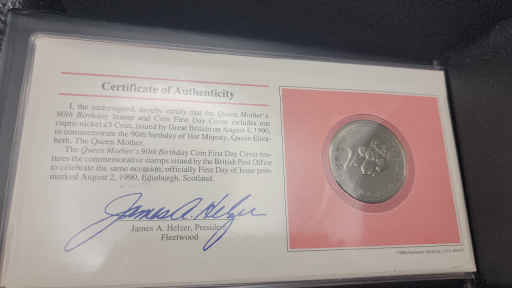 Certificate of Authenticity
I, the undersigned, hereby certify that the Queen Mother's
90th Birthday Stamp and Coin First Day Cover includes one
cupro-nickel £5 Coin, issued by Great Britain on August 4, 1990,
to commemorate the 90th birthday of Her Majesty, Queen Eliza-
beth, The Queen Mother.
The Queen Mother's 90th Birthday Coin First Day Cover fea-
tures the commemorative stamps issued by the British Post Office
to celebrate the same occasion, officially First Day of Issue post-
marked August 2, 1990, Edinburgh, Scotland.
James A. Helzer
James A. Helzer, President
Fleetwood